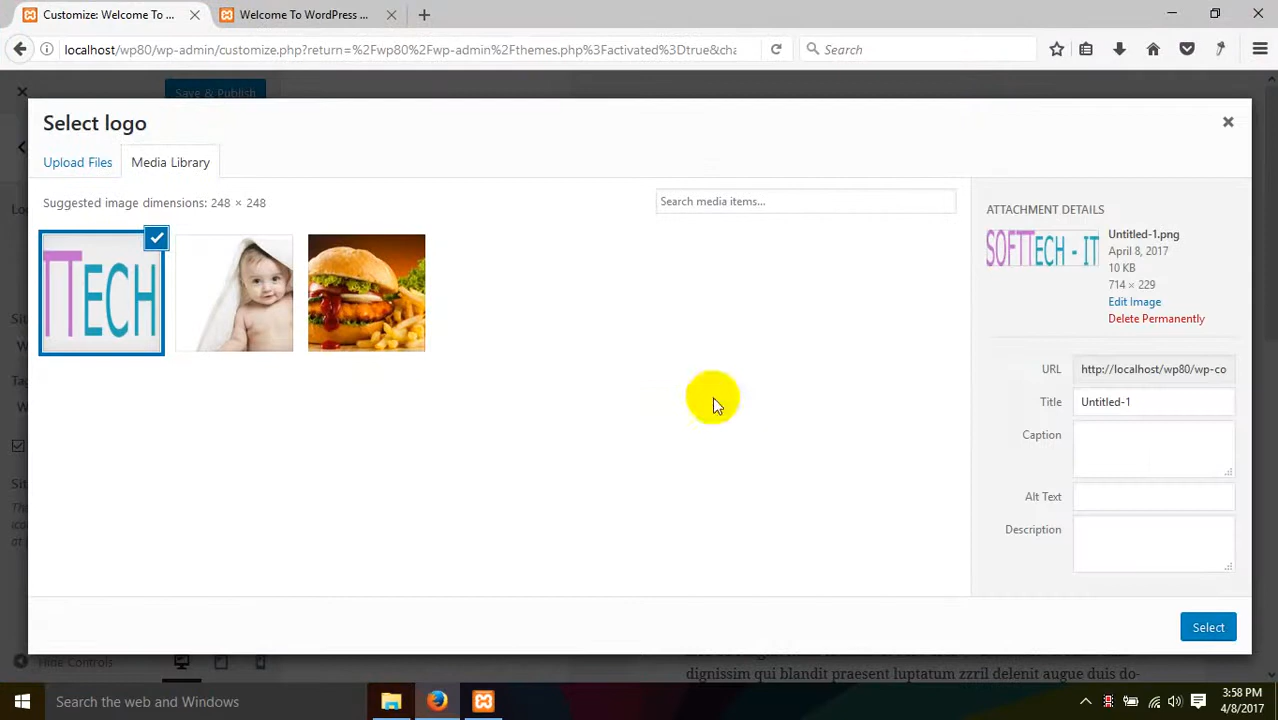 Customize: Welcome To ...
Welcome To WordPress ...
localhost/wp80/wp-admin/customize.php?return=%2Fwp80%2Fwp-admin%2Fthemes.php%3Factivated%3Dtrue&cha
Search
Save & Publish
Select logo
Upload Files
Media Library
Suggested image dimensions: 248 × 248
Search media items...
TTECH
ATTACHMENT DETAILS
SOFTTECH - IT
Untitled-1.png
April 8, 2017
10 KB
714 × 229
Edit Image
Delete Permanently
URL
http://localhost/wp80/wp-co
Title
Untitled-1
Caption
Alt Text
Description
Select
Hide Controls
dignissim qui blandit praesent luptatum zzril delenit augue duis do-
Search the web and Windows
3:58 PM
4/8/2017